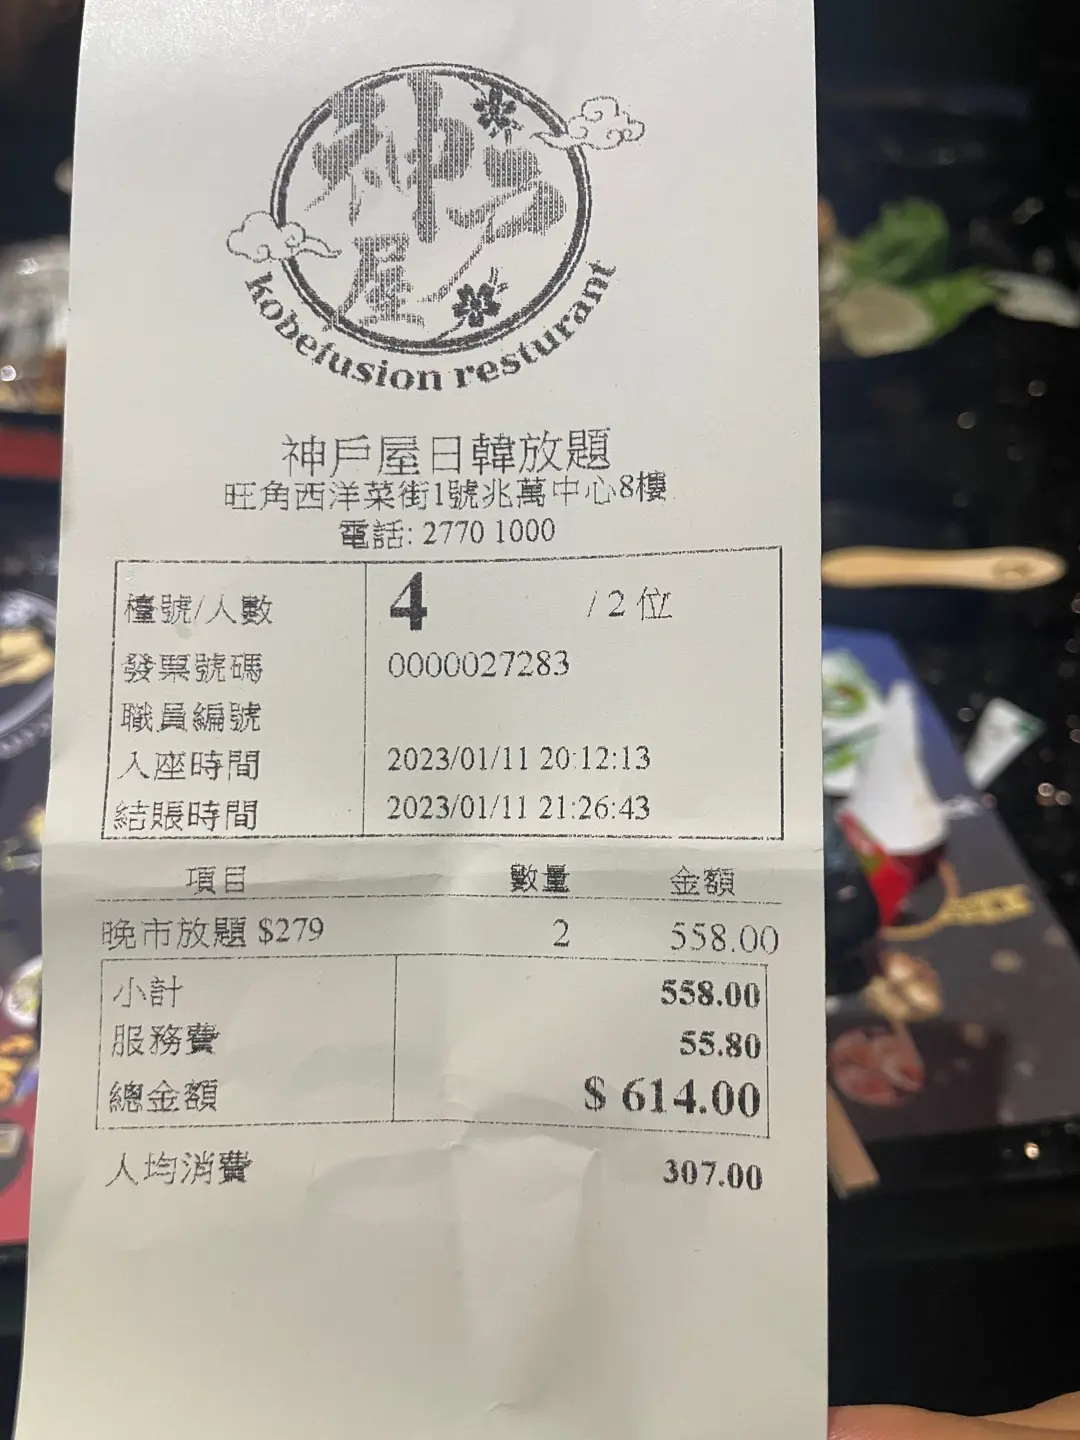 神戶屋
kobefusion resturant
神戶屋日韓放題
旺角西洋菜街1號兆萬中心8樓
電話: 2770 1000
檯號/人數 4 / 2 位
發票號碼 0000027283
職員編號
入座時間 2023/01/11 20:12:13
結賬時間 2023/01/11 21:26:43
項目 數量 金額
晚市放題 $279 2 558.00
小計 558.00
服務費 55.80
總金額 $ 614.00
人均消費 307.00